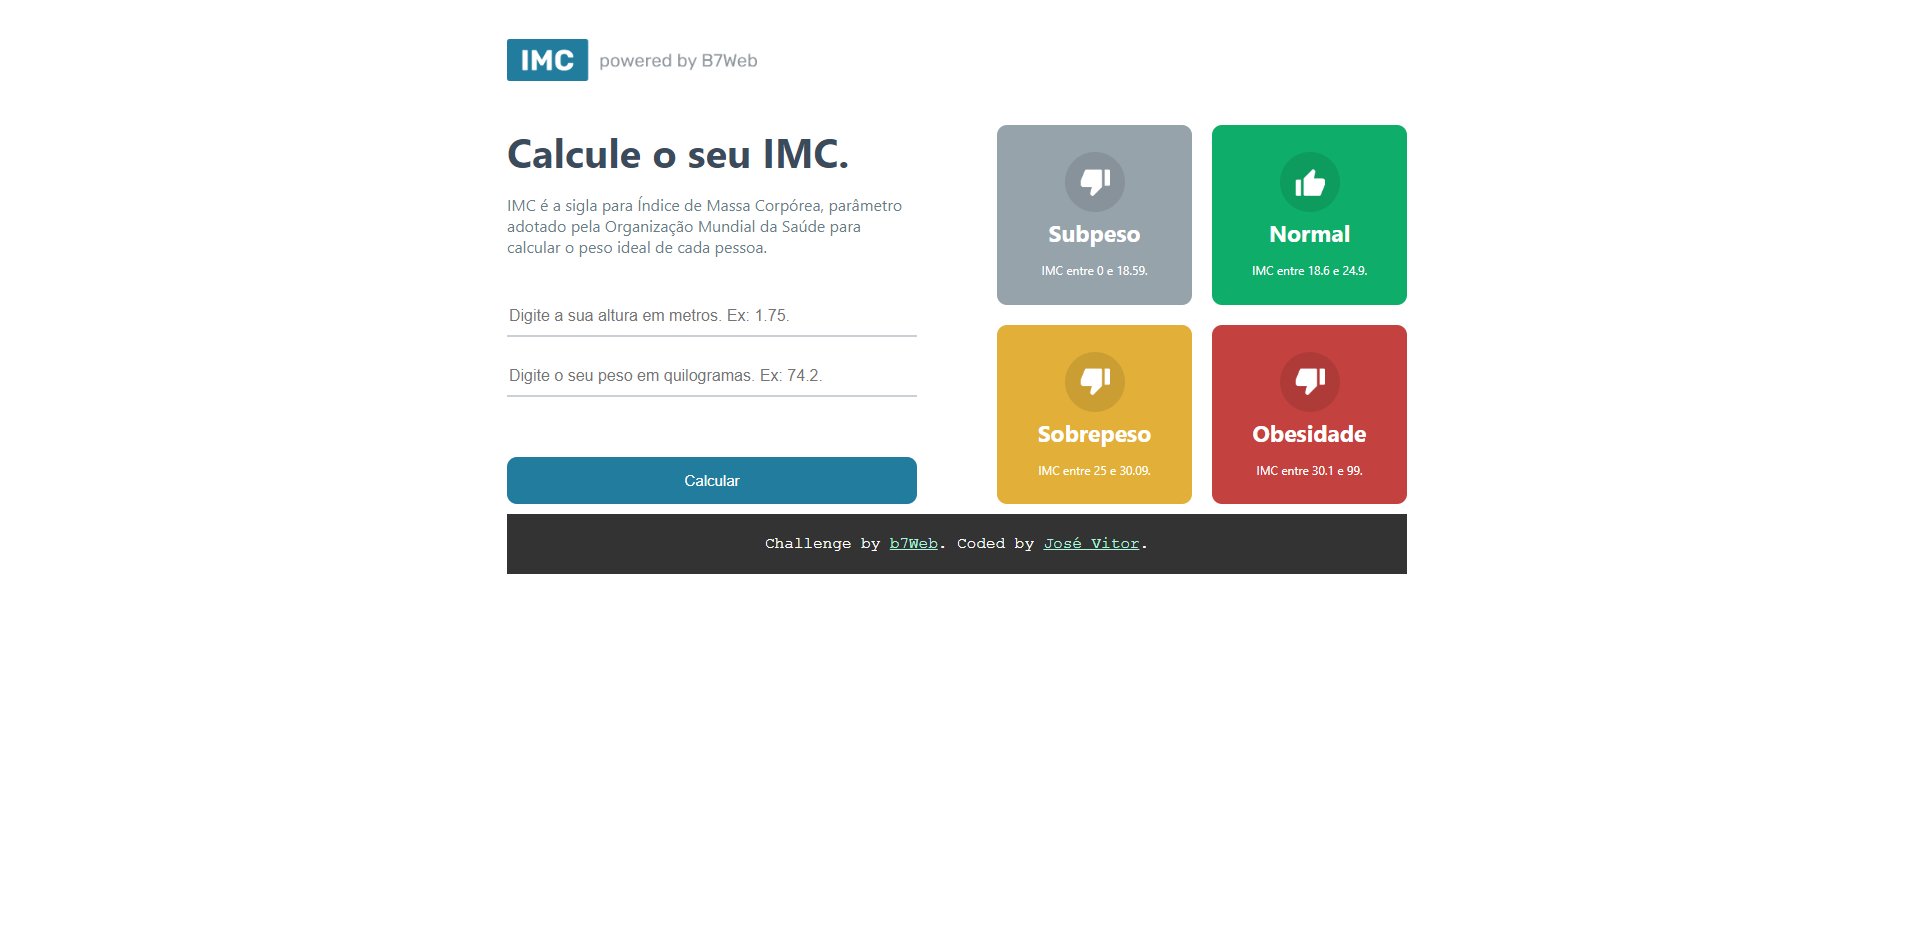 IMC powered by B7Web
Calcule o seu IMC.
IMC é a sigla para Índice de Massa Corpórea, parâmetro
adotado pela Organização Mundial da Saúde para
calcular o peso ideal de cada pessoa.
Digite a sua altura em metros. Ex: 1.75.
Digite o seu peso em quilogramas. Ex: 74.2.
Calcular
Subpeso
IMC entre 0 e 18.59.
Normal
IMC entre 18.6 e 24.9.
Sobrepeso
IMC entre 25 e 30.09.
Obesidade
IMC entre 30.1 e 99.
Challenge by b7Web. Coded by José Vitor.